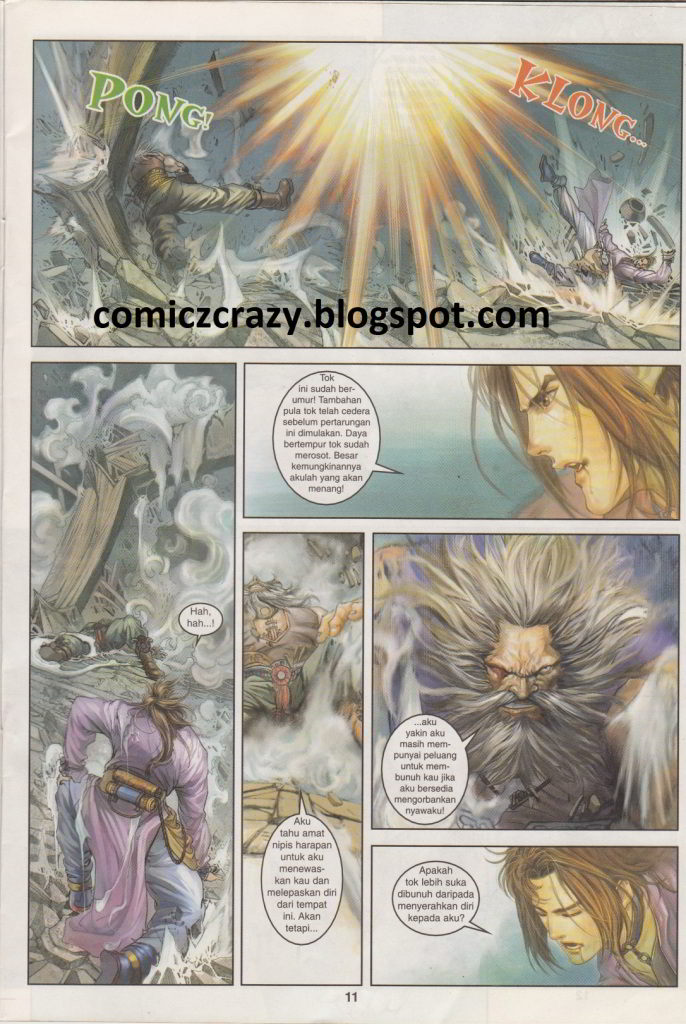 PONG!
KLONG...
comiczcrazy.blogspot.com
Hah,
hah...!
Tok
ini sudah ber-
umur! Tambahan
pula tok telah cedera
sebelum pertarungan
ini dimulakan. Daya
bertempur tok sudah
merosot. Besar
kemungkinannya
akulah yang akan
menang!
Aku
tahu amat
nipis harapan
untuk aku
menewas-
kan kau dan
melepaskan diri
dari tempat
ini. Akan
tetapi...
...aku
yakin aku
masih mem-
punyai peluang
untuk mem-
bunuh kau jika
aku bersedia
mengorbankan
nyawaku!
Apakah
tok lebih suka
dibunuh daripada
menyerahkan diri
kepada aku?
11